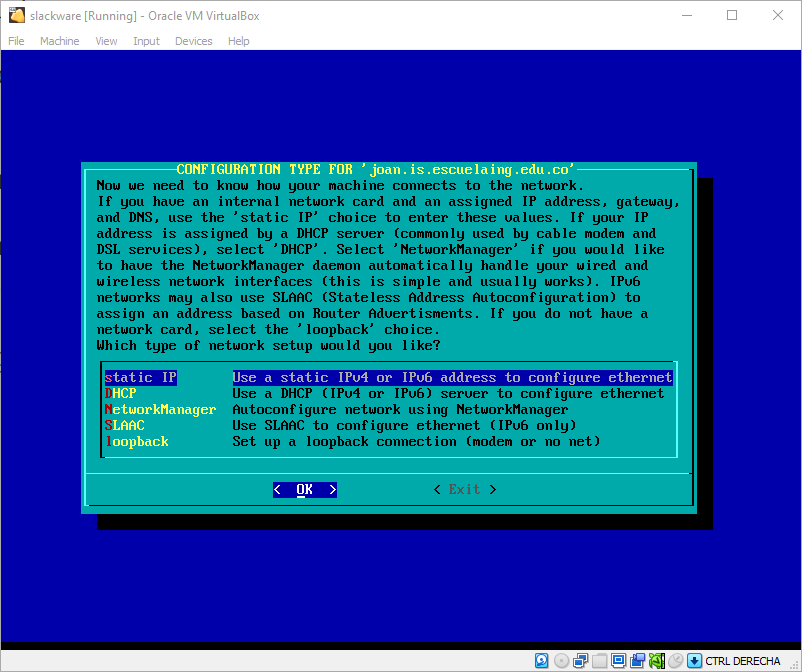 slackware [Running] - Oracle VM VirtualBox
File Machine View Input Devices Help
CONFIGURATION TYPE FOR 'joan.is.escuelaing.edu.co'
Now we need to know how your machine connects to the network.
If you have an internal network card and an assigned IP address, gateway,
and DNS, use the 'static IP' choice to enter these values. If your IP
address is assigned by a DHCP server (commonly used by cable modem and
DSL services), select 'DHCP'. Select 'NetworkManager' if you would like
to have the NetworkManager daemon automatically handle your wired and
wireless network interfaces (this is simple and usually works). IPv6
networks may also use SLAAC (Stateless Address Autoconfiguration) to
assign an address based on Router Advertisments. If you do not have a
network card, select the 'loopback' choice.
Which type of network setup would you like?
static IP Use a static IPv4 or IPv6 address to configure ethernet
DHCP Use a DHCP (IPv4 or IPv6) server to configure ethernet
NetworkManager Autoconfigure network using NetworkManager
SLAAC Use SLAAC to configure ethernet (IPv6 only)
loopback Set up a loopback connection (modem or no net)
< OK > < Exit >
CTRL DERECHA